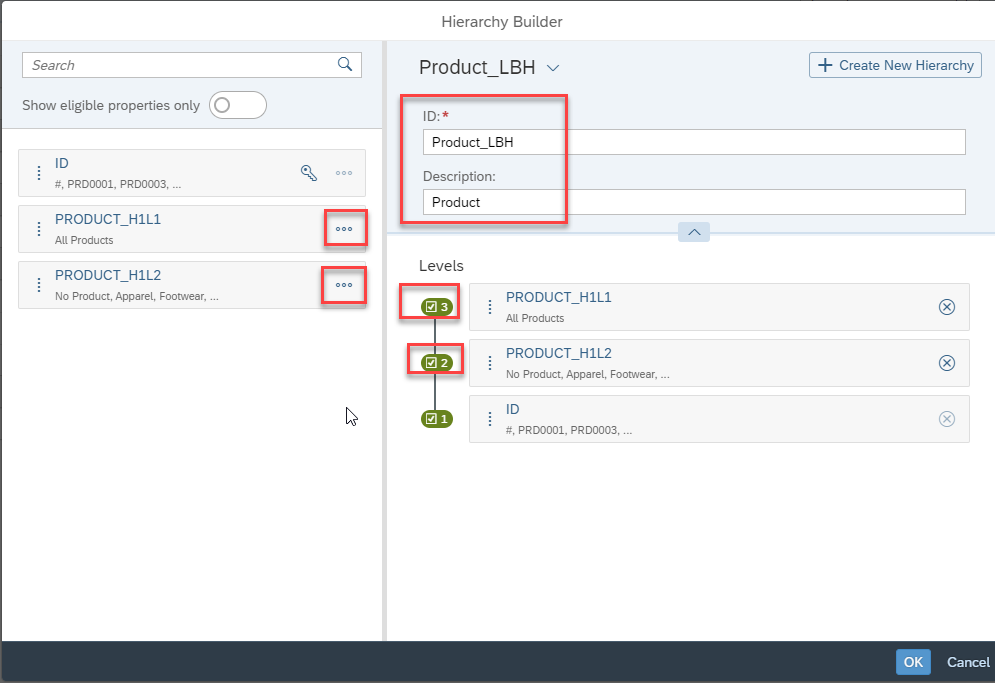 Hierarchy Builder
Search
Show eligible properties only
ID
#, PRD0001, PRD0003, ...
PRODUCT_H1L1
All Products
PRODUCT_H1L2
No Product, Apparel, Footwear, ...
Product_LBH
Create New Hierarchy
ID:*
Product_LBH
Description:
Product
Levels
3 PRODUCT_H1L1
All Products
2 PRODUCT_H1L2
No Product, Apparel, Footwear, ...
1 ID
#, PRD0001, PRD0003, ...
OK Cancel